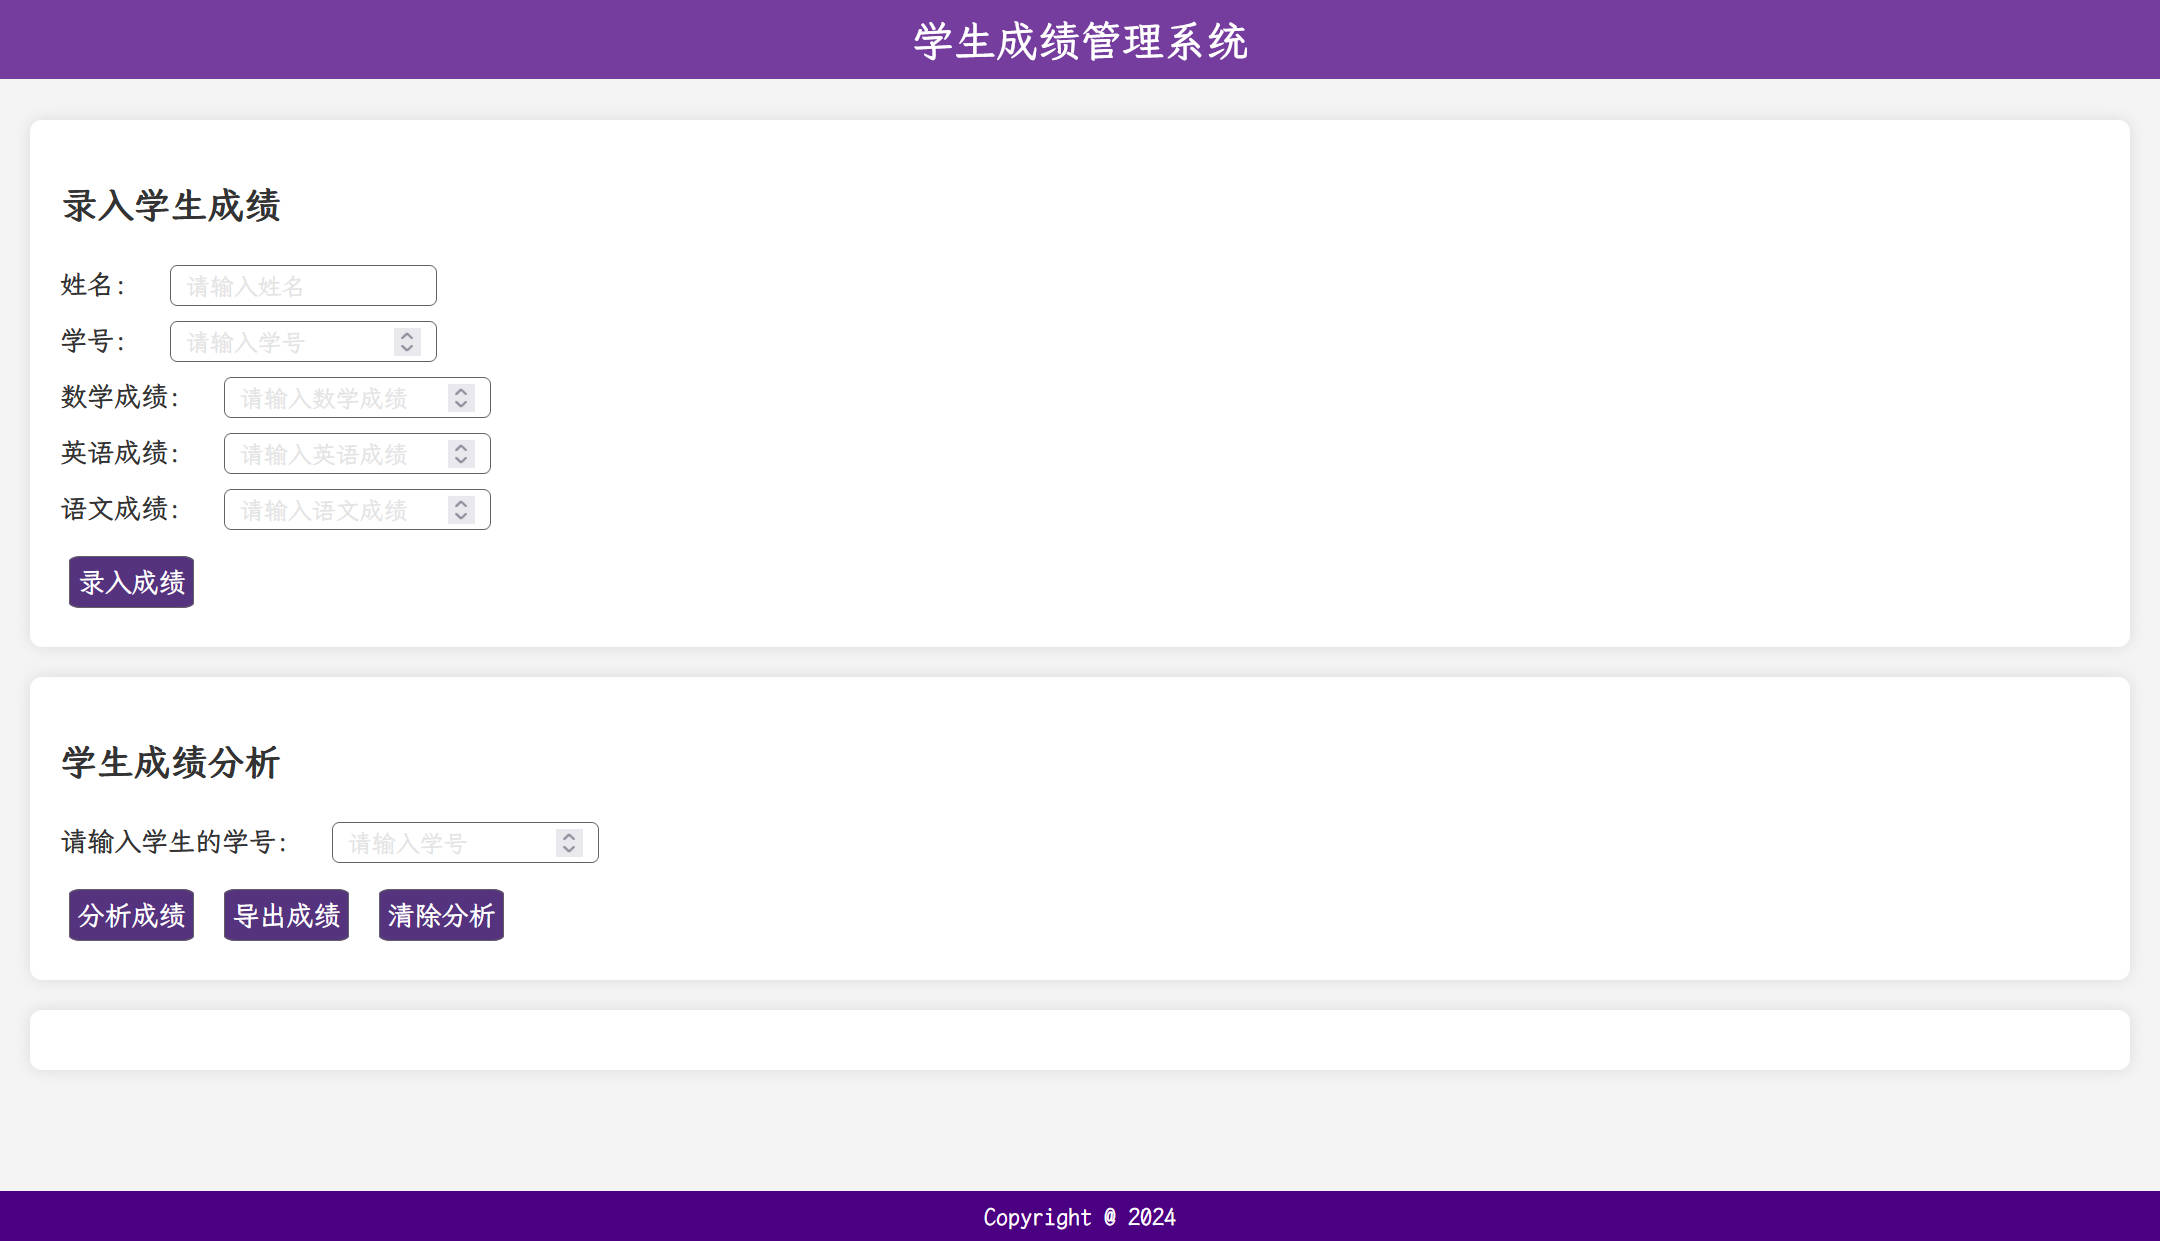 学生成绩管理系统
录入学生成绩
姓名: 请输入姓名
学号: 请输入学号
数学成绩: 请输入数学成绩
英语成绩: 请输入英语成绩
语文成绩: 请输入语文成绩
录入成绩
学生成绩分析
请输入学生的学号: 请输入学号
分析成绩 导出成绩 清除分析
Copyright @ 2024